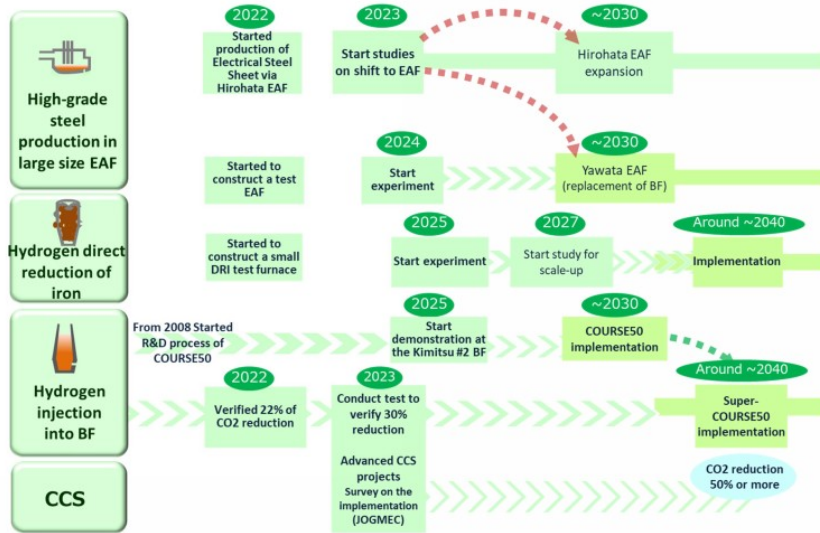 High-grade
steel
production in
large size EAF
2022
Started
production of
Electrical Steel
Sheet via
Hirohata EAF
2023
Start studies
on shift to EAF
~2030
Hirohata EAF
expansion
Started to
construct a test
EAF
2024
Start
experiment
~2030
Yawata EAF
(replacement of BF)
Hydrogen direct
reduction of
iron
Started to
construct a small
DRI test furnace
2025
Start experiment
2027
Start study for
scale-up
Around ~2040
Implementation
Hydrogen
injection
into BF
From 2008 Started
R&D process of
COURSE50
2025
Start
demonstration at
the Kimitsu #2 BF
~2030
COURSE50
implementation
2022
Verified 22% of
CO2 reduction
2023
Conduct test to
verify 30%
reduction
Around ~2040
Super-
COURSE50
implementation
CCS
Advanced CCS
projects
Survey on the
implementation
(JOGMEC)
CO2 reduction
50% or more